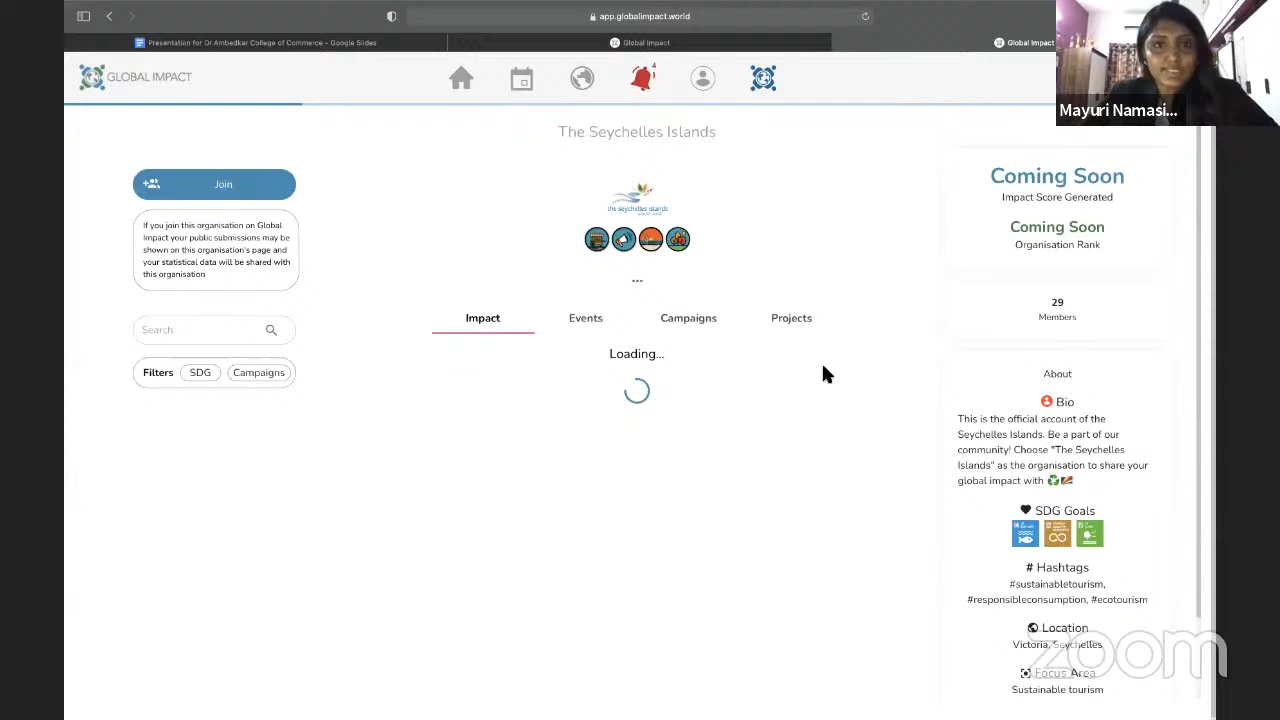 app.globalimpact.world
Presentation for Dr Ambedkar College of Commerce - Google Slides
Global Impact
Global Impact
Mayuri Namasi...
GLOBAL IMPACT
4
The Seychelles Islands
Join
If you join this organisation on Global
Impact your public submissions may be
shown on this organisation's page and
your statistical data will be shared with
this organisation
Search
Filters
SDG
Campaigns
the seychelles islands
...
Impact
Events
Campaigns
Projects
Loading...
Coming Soon
Impact Score Generated
Coming Soon
Organisation Rank
29
Members
About
Bio
This is the official account of the
Seychelles Islands. Be a part of our
community! Choose "The Seychelles
Islands" as the organisation to share your
global impact with
SDG Goals
# Hashtags
#sustainabletourism,
#responsibleconsumption, #ecotourism
Location
Victoria, Seychelles
Focus Area
Sustainable tourism
zoom